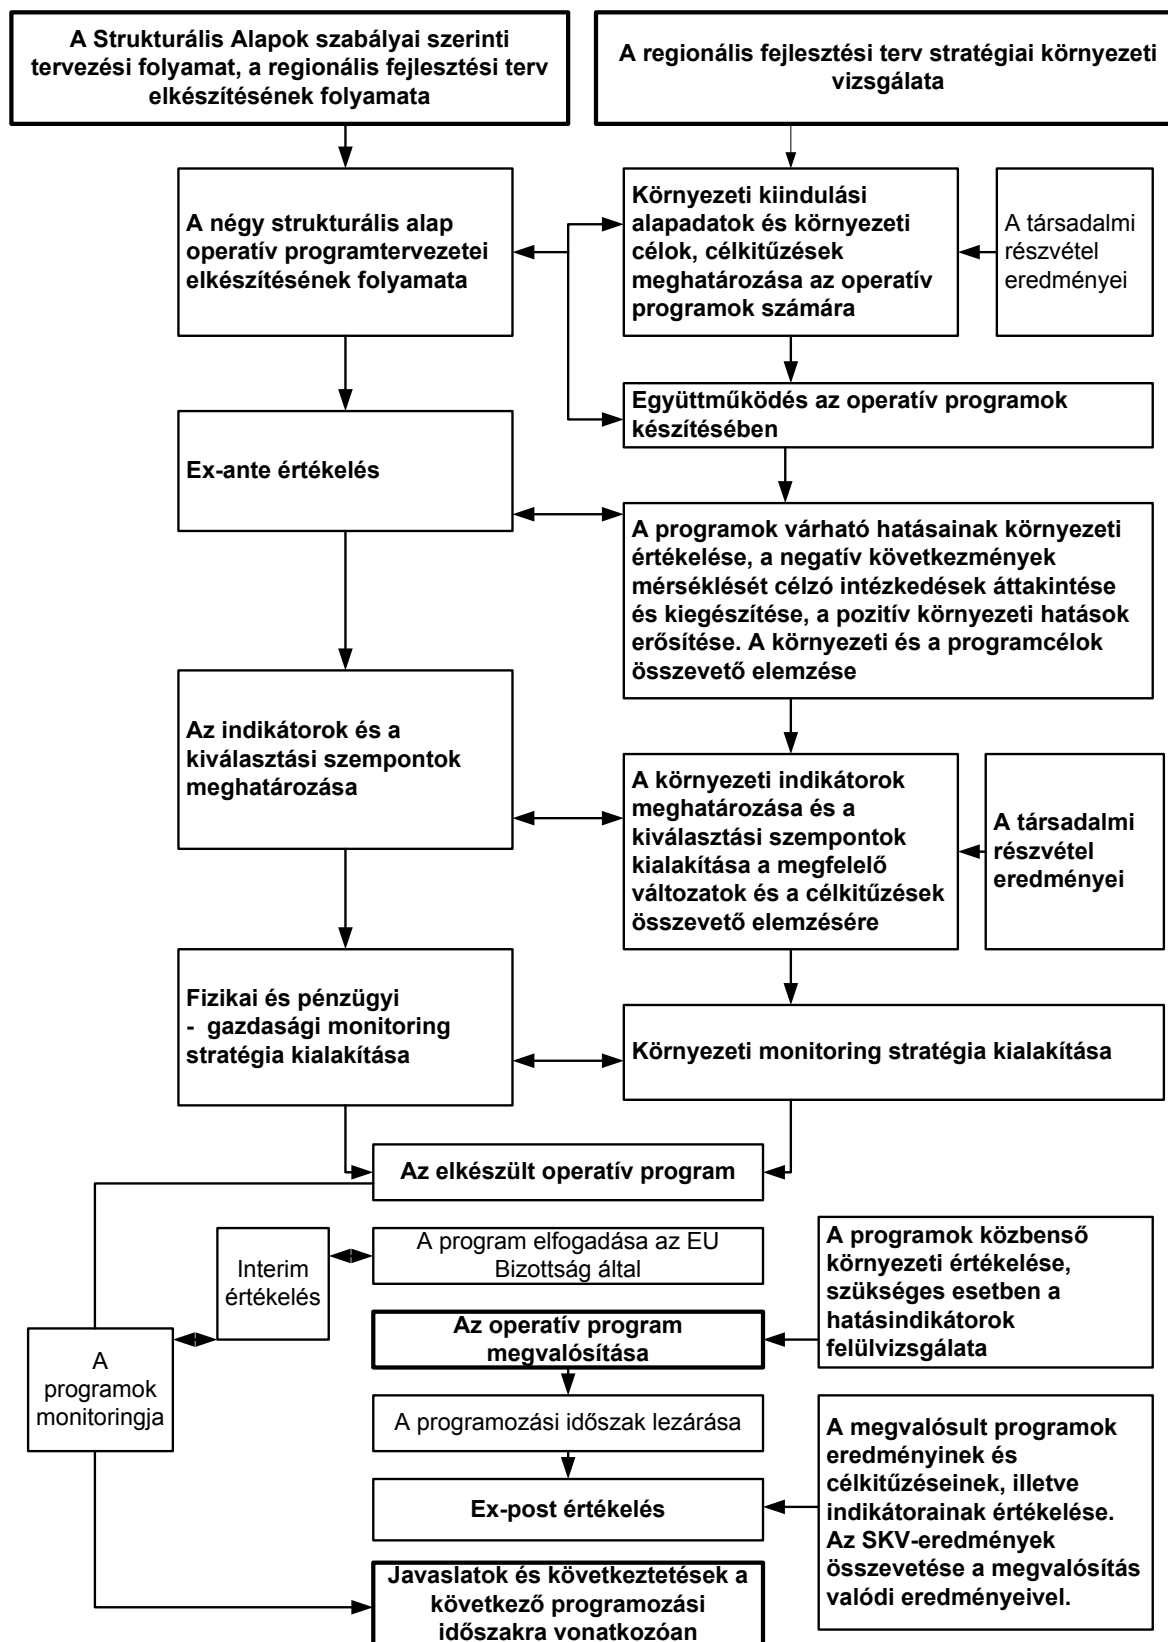 A Strukturális Alapok szabályai szerinti
tervezési folyamat, a regionális fejlesztési terv
elkészítésének folyamata
A regionális fejlesztési terv stratégiai környezeti
vizsgálata
A négy strukturális alap
operatív programtervezetei
elkészítésének folyamata
Környezeti kiindulási
alapadatok és környezeti
célok, célkitűzések
meghatározása az operatív
programok számára
A társadalmi
részvétel
eredményei
Együttműködés az operatív programok
készítésében
Ex-ante értékelés
A programok várható hatásainak környezeti
értékelése, a negatív következmények
mérséklését célzó intézkedések áttakintése
és kiegészítése, a pozitív környezeti hatások
erősítése. A környezeti és a programcélok
összevető elemzése
Az indikátorok és a
kiválasztási szempontok
meghatározása
A környezeti indikátorok
meghatározása és a
kiválasztási szempontok
kialakítása a megfelelő
változatok és a célkitűzések
összevető elemzésére
A társadalmi
részvétel
eredményei
Fizikai és pénzügyi
- gazdasági monitoring
stratégia kialakítása
Környezeti monitoring stratégia kialakítása
Az elkészült operatív program
Interim
értékelés
A program elfogadása az EU
Bizottság által
A programok közbenső
környezeti értékelése,
szükséges esetben a
hatásindikátorok
felülvizsgálata
Az operatív program
megvalósítása
A
programok
monitoringja
A programozási időszak lezárása
A megvalósult programok
eredményinek és
célkitűzéseinek, illetve
indikátorainak értékelése.
Az SKV-eredmények
összevetése a megvalósítás
valódi eredményeivel.
Ex-post értékelés
Javaslatok és következtetések a
következő programozási
időszakra vonatkozóan